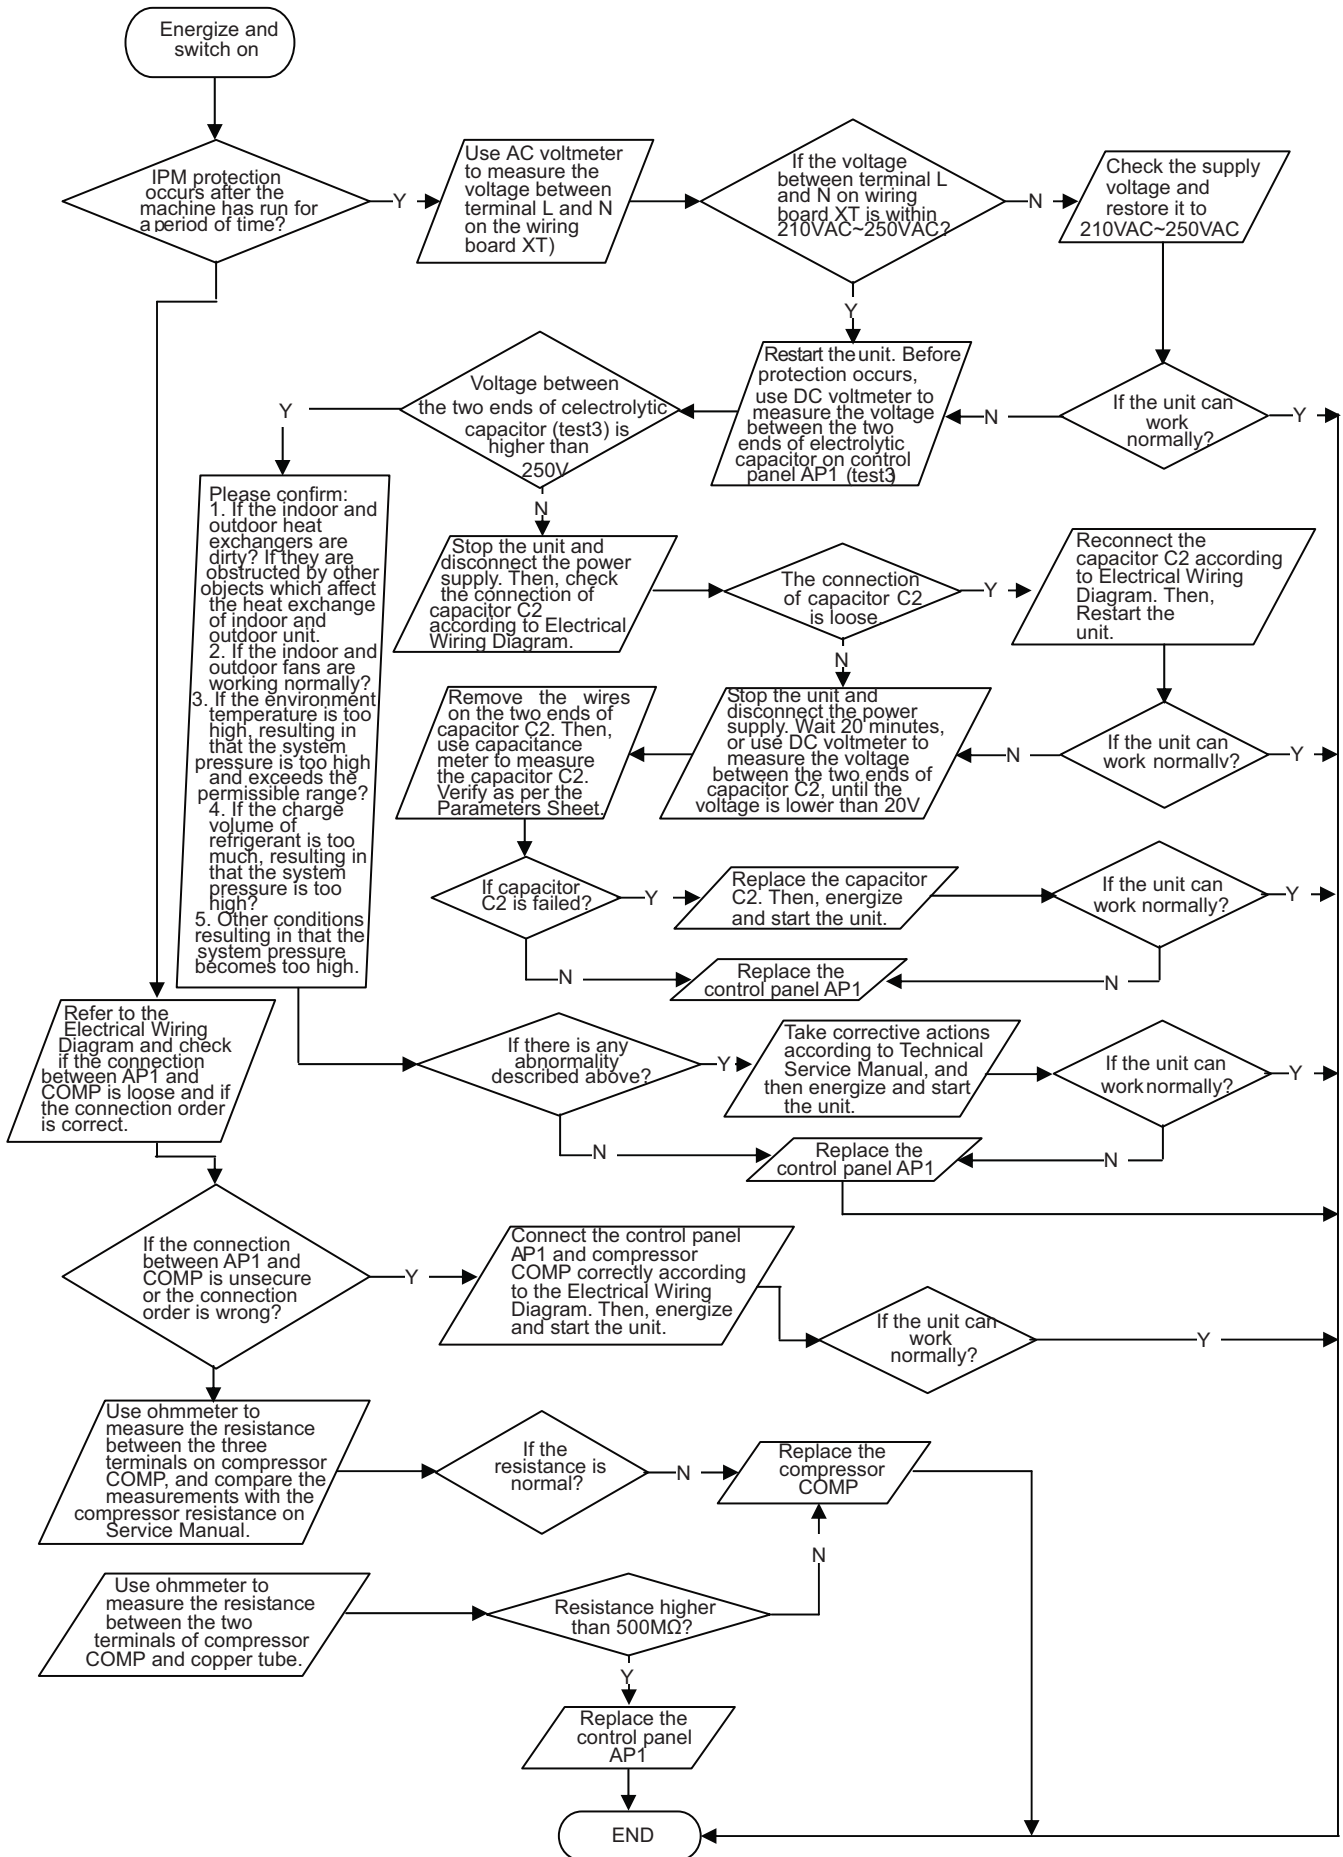 Energize and
switch on
IPM protection
occurs after the
machine has run for
a period of time?
Y
Use AC voltmeter
to measure the
voltage between
terminal L and N
on the wiring
board XT)
If the voltage
between terminal L
and N on wiring
board XT is within
210VAC~250VAC?
N
Check the supply
voltage and
restore it to
210VAC~250VAC
Y
If the unit can
work
normally?
Y
N
Restart the unit. Before
protection occurs,
use DC voltmeter to
measure the voltage
between the two
ends of electrolytic
capacitor on control
panel AP1 (test3)
Voltage between
the two ends of celectrolytic
capacitor (test3) is
higher than
250V
Y
N
Please confirm:
1. If the indoor and
outdoor heat
exchangers are
dirty? If they are
obstructed by other
objects which affect
the heat exchange
of indoor and
outdoor unit.
2. If the indoor and
outdoor fans are
working normally?
3. If the environment
temperature is too
high, resulting in
that the system
pressure is too high
and exceeds the
permissible range?
4. If the charge
volume of
refrigerant is too
much, resulting in
that the system
pressure is too
high?
5. Other conditions
resulting in that the
system pressure
becomes too high.
Stop the unit and
disconnect the power
supply. Then, check
the connection of
capacitor C2
according to Electrical
Wiring Diagram.
The connection
of capacitor C2
is loose
Y
Reconnect the
capacitor C2 according
to Electrical Wiring
Diagram. Then,
Restart the
unit.
N
If the unit can
work normally?
Y
N
Stop the unit and
disconnect the power
supply. Wait 20 minutes,
or use DC voltmeter to
measure the voltage
between the two ends of
capacitor C2, until the
voltage is lower than 20V
Remove the wires
on the two ends of
capacitor C2. Then,
use capacitance
meter to measure
the capacitor C2.
Verify as per the
Parameters Sheet.
If capacitor
C2 is failed?
Y
Replace the capacitor
C2. Then, energize
and start the unit.
If the unit can
work normally?
Y
N
Replace the
control panel AP1
N
Refer to the
Electrical Wiring
Diagram and check
if the connection
between AP1 and
COMP is loose and if
the connection order
is correct.
If there is any
abnormality
described above?
Y
Take corrective actions
according to Technical
Service Manual, and
then energize and start
the unit.
If the unit can
work normally?
Y
N
Replace the
control panel AP1
N
If the connection
between AP1 and
COMP is unsecure
or the connection
order is wrong?
Y
Connect the control panel
AP1 and compressor
COMP correctly according
to the Electrical Wiring
Diagram. Then, energize
and start the unit.
If the unit can
work
normally?
Y
Use ohmmeter to
measure the resistance
between the three
terminals on compressor
COMP, and compare the
measurements with the
compressor resistance on
Service Manual.
If the
resistance is
normal?
N
Replace the
compressor
COMP
N
Use ohmmeter to
measure the resistance
between the two
terminals of compressor
COMP and copper tube.
Resistance higher
than 500MΩ?
Y
Replace the
control panel
AP1
END